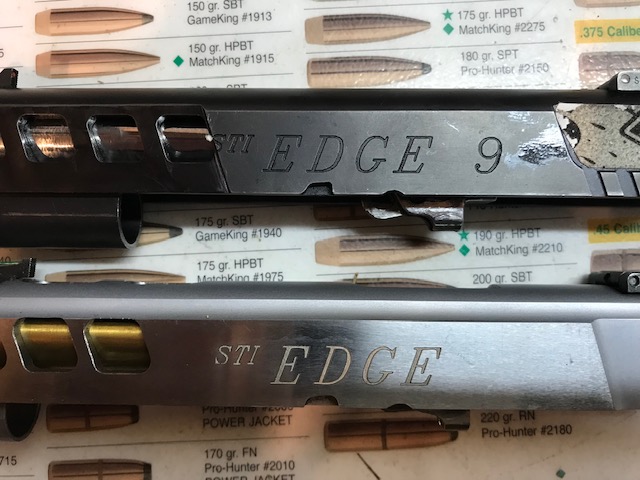 150 gr. SBT
GameKing #1913
150 gr. HPBT
MatchKing #1915
175 gr. HPBT
MatchKing #2275
180 gr. SPT
Pro-Hunter #2150
.375 Calibe
STI EDGE 9
175 gr. SBT
GameKing #1940
175 gr. HPBT
MatchKing #1975
190 gr. HPBT
MatchKing #2210
200 gr. SBT
.45 Calib
STI EDGE
POWER JACKET
170 gr. FN
Pro-Hunter #2010
POWER JACKET
220 gr. RN
Pro-Hunter #2180
715